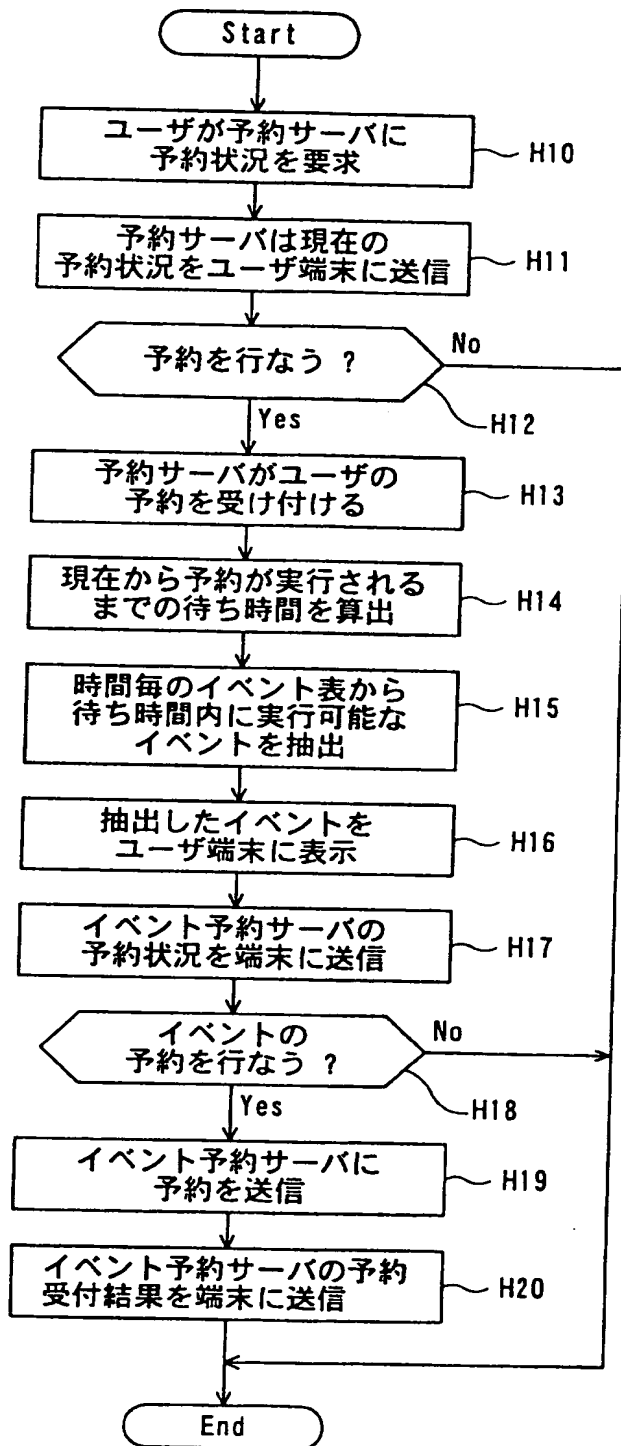 Start
ユーザが予約サーバに
予約状況を要求
H10
予約サーバは現在の
予約状況をユーザ端末に送信
H11
予約を行なう ?
No
H12
Yes
予約サーバがユーザの
予約を受け付ける
H13
現在から予約が実行される
までの待ち時間を算出
H14
時間毎のイベント表から
待ち時間内に実行可能な
イベントを抽出
H15
抽出したイベントを
ユーザ端末に表示
H16
イベント予約サーバの
予約状況を端末に送信
H17
イベントの
予約を行なう ?
No
H18
Yes
イベント予約サーバに
予約を送信
H19
イベント予約サーバの予約
受付結果を端末に送信
H20
End